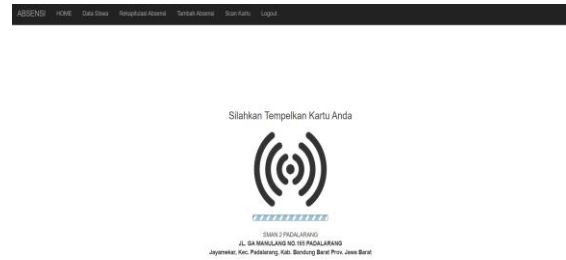 ABSENSI HOME Data Siswa Rekapitulasi Absensi Tambah Absensi Scan Kartu Logout
Silahkan Tempelkan Kartu Anda
SMAN 2 PADALARANG
JL. GA MANULANG NO.165 PADALARANG
Jayamekar, Kec. Padalarang, Kab. Bandung Barat Prov. Jawa Barat